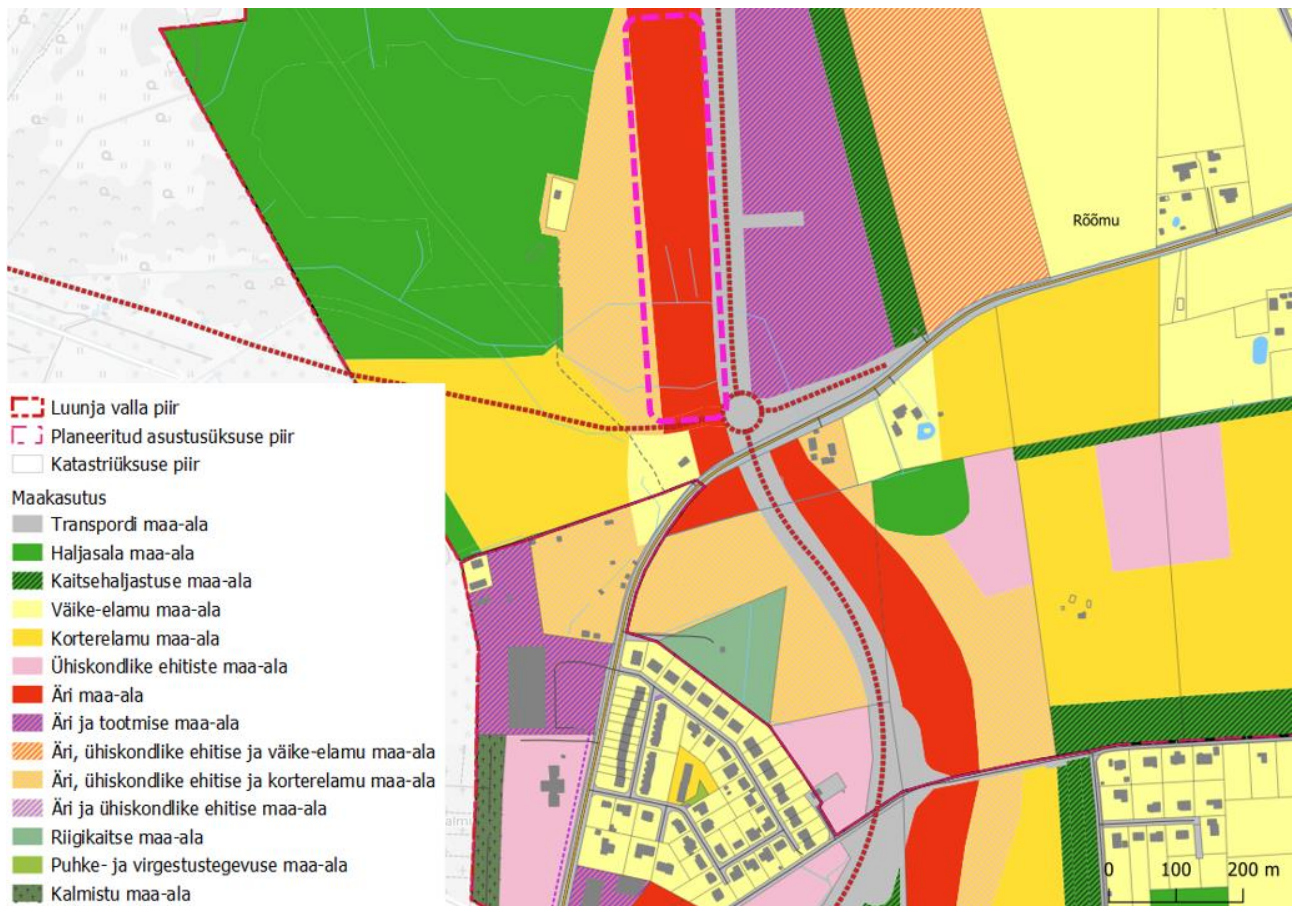 Rõõmu
Luunja valla piir
Planeeritud asustusüksuse piir
Katastriüksuse piir
Maakasutus
Transpordi maa-ala
Haljasala maa-ala
Kaitsehaljastuse maa-ala
Väike-elamu maa-ala
Korterelamu maa-ala
Ühiskondlike ehitiste maa-ala
Äri maa-ala
Äri ja tootmise maa-ala
Äri, ühiskondlike ehitise ja väike-elamu maa-ala
Äri, ühiskondlike ehitise ja korterelamu maa-ala
Äri ja ühiskondlike ehitise maa-ala
Riigikaitse maa-ala
Puhke- ja virgestustegevuse maa-ala
Kalmistu maa-ala
0 100 200 m